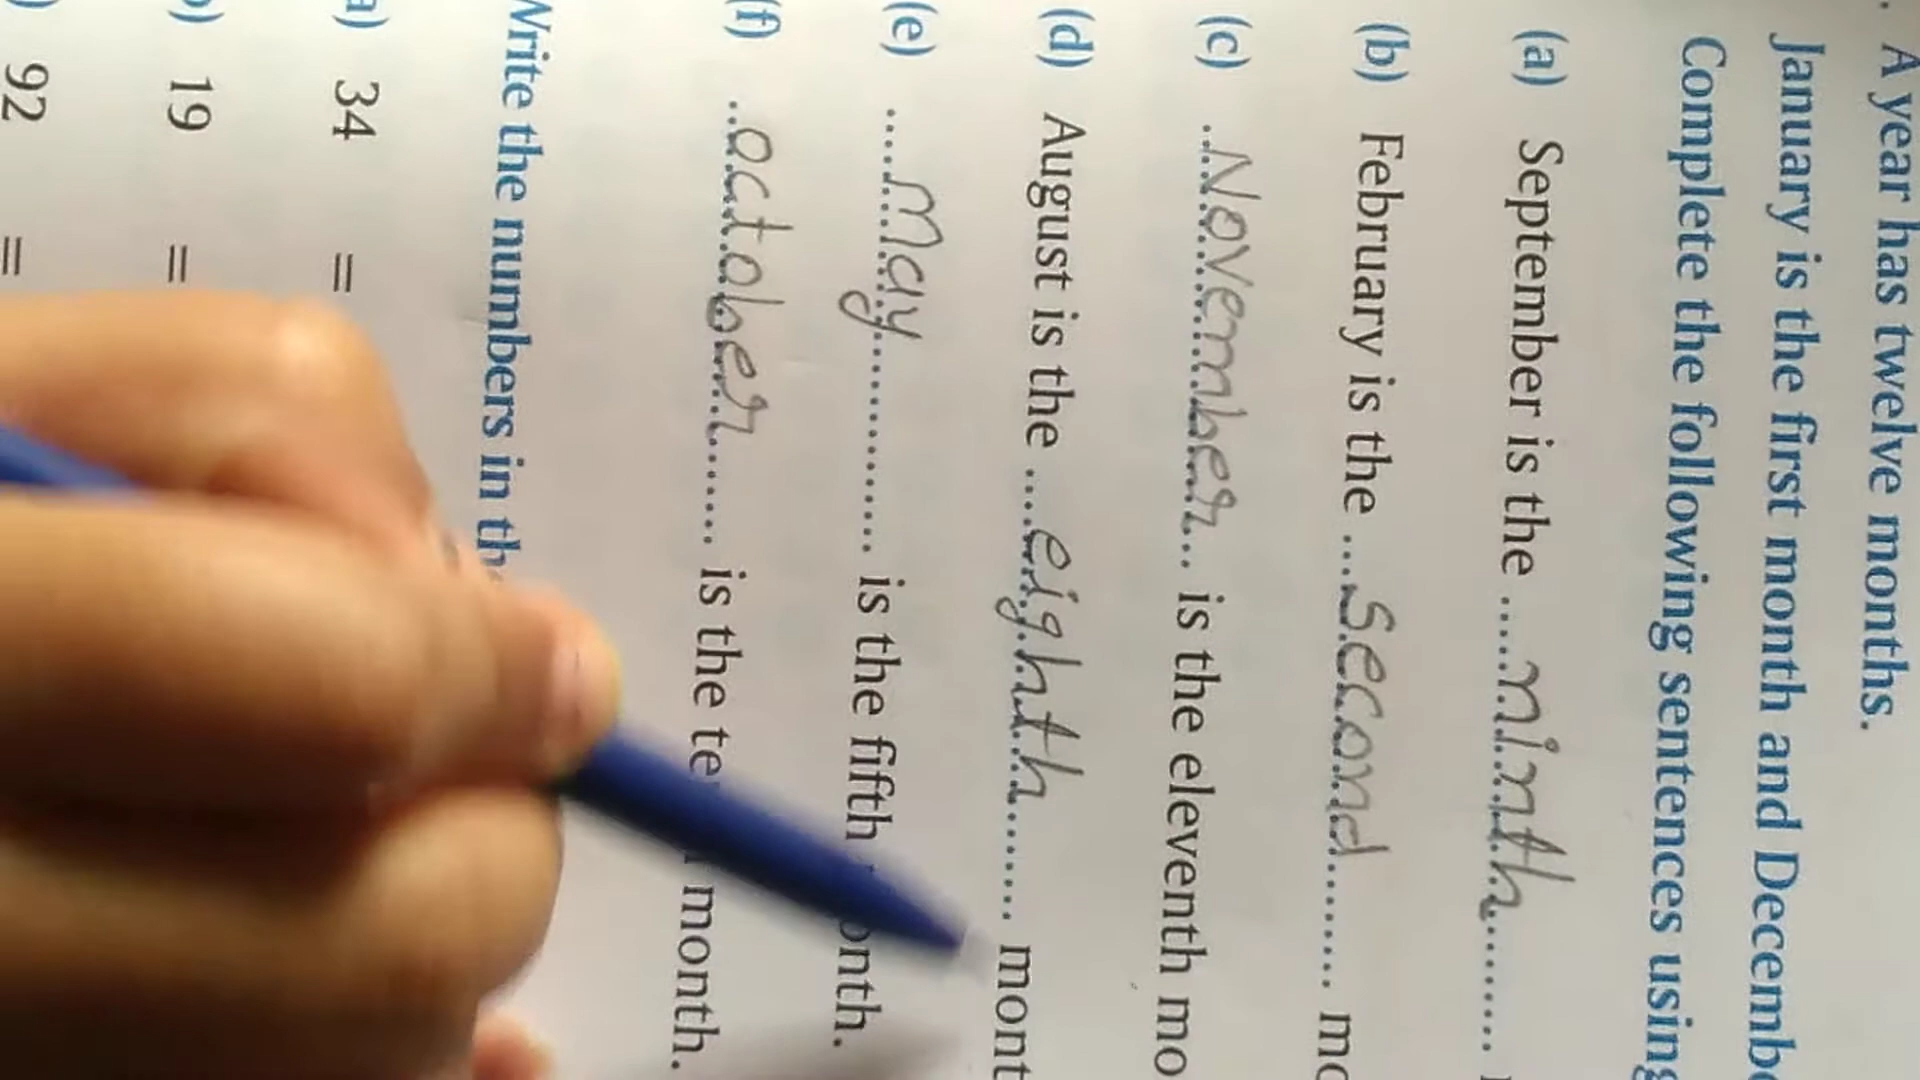 A year has twelve months.
January is the first month and Decemb
Complete the following sentences using
(a) September is the .....ninth..........
(b) February is the ....Second.......... mo
(c) ....November.... is the eleventh mo
(d) August is the .....eighth......... mont
(e) ......May.............. is the fifth month.
(f) ...october......... is the tenth month.
Write the numbers in th
a) 34 =
b) 19 =
) 92 =